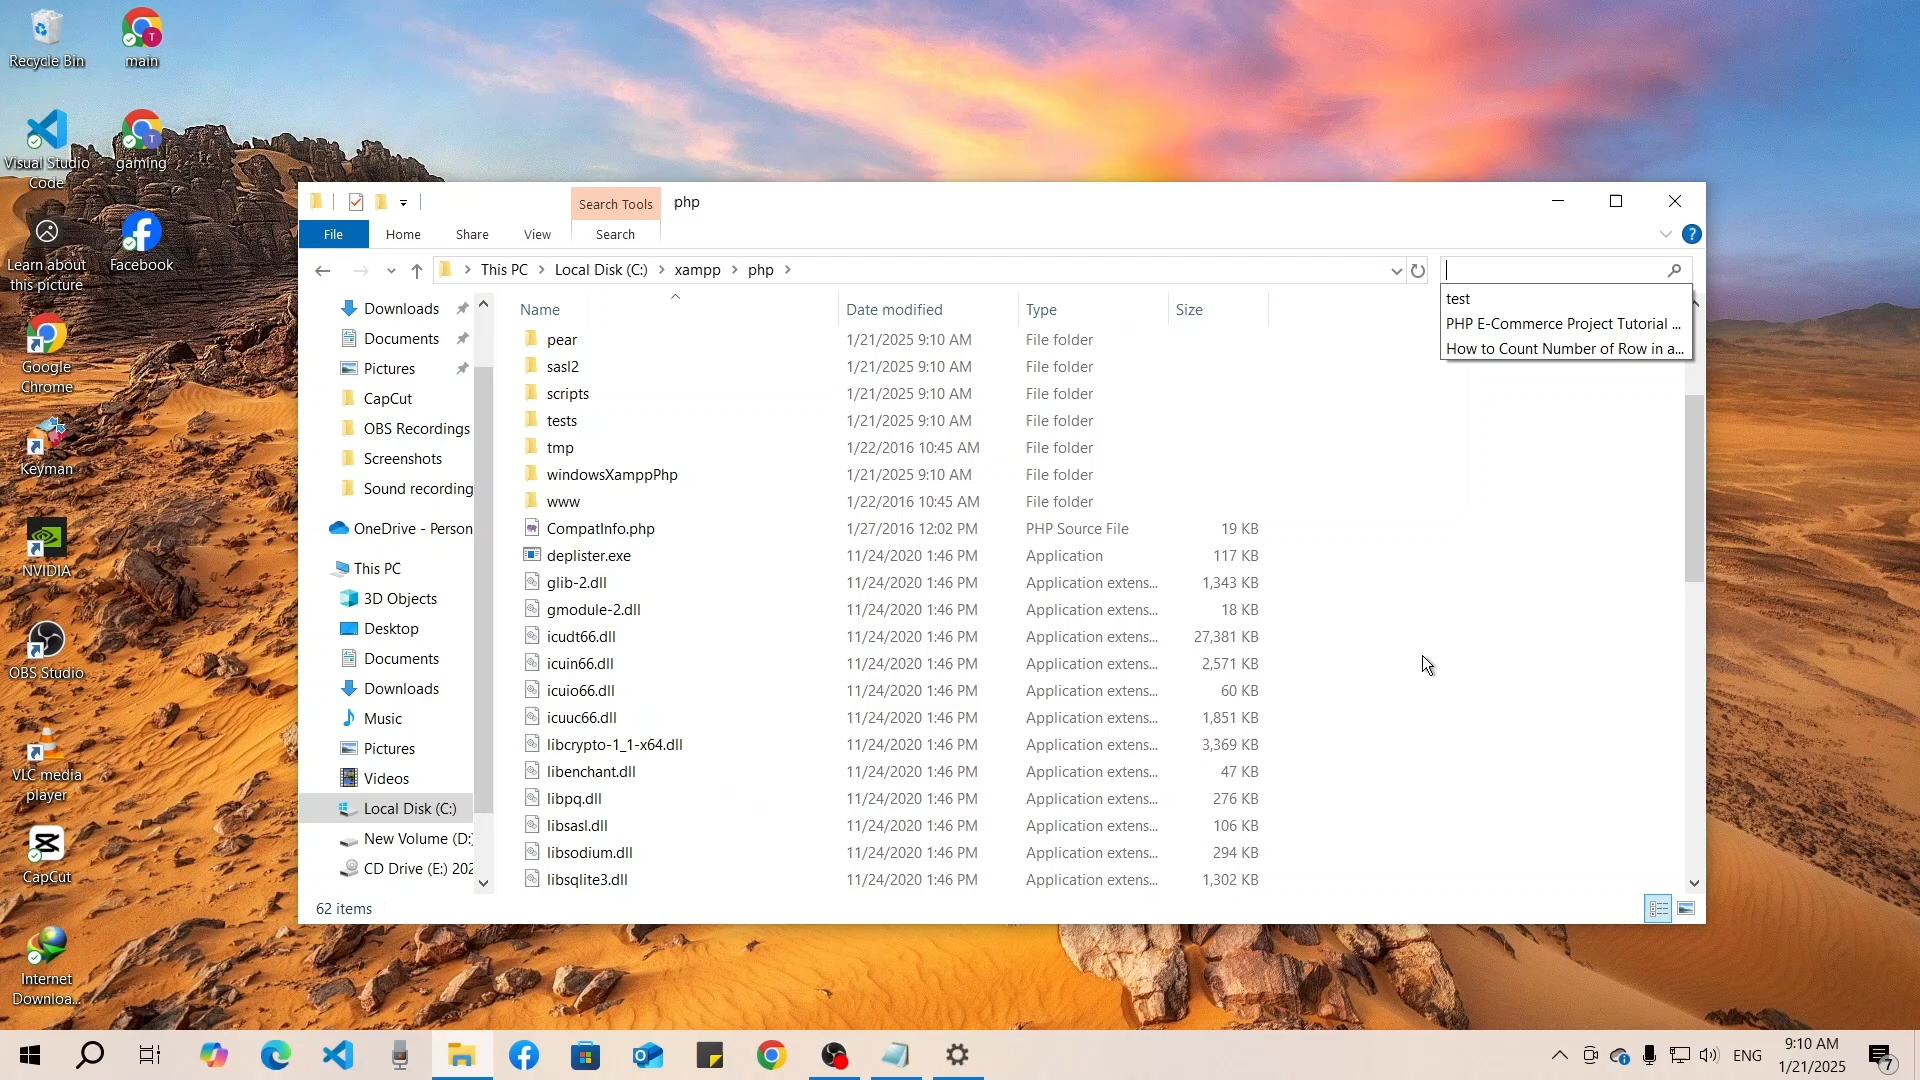 Recycle Bin
main
Visual Studio
Code
gaming
Learn about
this picture
Facebook
Google
Chrome
Keyman
NVIDIA
OBS Studio
VLC media
player
CapCut
Internet
Downloa...
Search Tools
php
File
Home
Share
View
Search
This PC > Local Disk (C:) > xampp > php >
test
PHP E-Commerce Project Tutorial ...
How to Count Number of Row in a...
Downloads
Documents
Pictures
CapCut
OBS Recordings
Screenshots
Sound recording
OneDrive - Person
This PC
3D Objects
Desktop
Documents
Downloads
Music
Pictures
Videos
Local Disk (C:)
New Volume (D:
CD Drive (E:) 202
Name Date modified Type Size
pear 1/21/2025 9:10 AM File folder
sasl2 1/21/2025 9:10 AM File folder
scripts 1/21/2025 9:10 AM File folder
tests 1/21/2025 9:10 AM File folder
tmp 1/22/2016 10:45 AM File folder
windowsXamppPhp 1/21/2025 9:10 AM File folder
www 1/22/2016 10:45 AM File folder
CompatInfo.php 1/27/2016 12:02 PM PHP Source File 19 KB
deplister.exe 11/24/2020 1:46 PM Application 117 KB
glib-2.dll 11/24/2020 1:46 PM Application extens... 1,343 KB
gmodule-2.dll 11/24/2020 1:46 PM Application extens... 18 KB
icudt66.dll 11/24/2020 1:46 PM Application extens... 27,381 KB
icuin66.dll 11/24/2020 1:46 PM Application extens... 2,571 KB
icuio66.dll 11/24/2020 1:46 PM Application extens... 60 KB
icuuc66.dll 11/24/2020 1:46 PM Application extens... 1,851 KB
libcrypto-1_1-x64.dll 11/24/2020 1:46 PM Application extens... 3,369 KB
libenchant.dll 11/24/2020 1:46 PM Application extens... 47 KB
libpq.dll 11/24/2020 1:46 PM Application extens... 276 KB
libsasl.dll 11/24/2020 1:46 PM Application extens... 106 KB
libsodium.dll 11/24/2020 1:46 PM Application extens... 294 KB
libsqlite3.dll 11/24/2020 1:46 PM Application extens... 1,302 KB
62 items
ENG
9:10 AM
1/21/2025
7